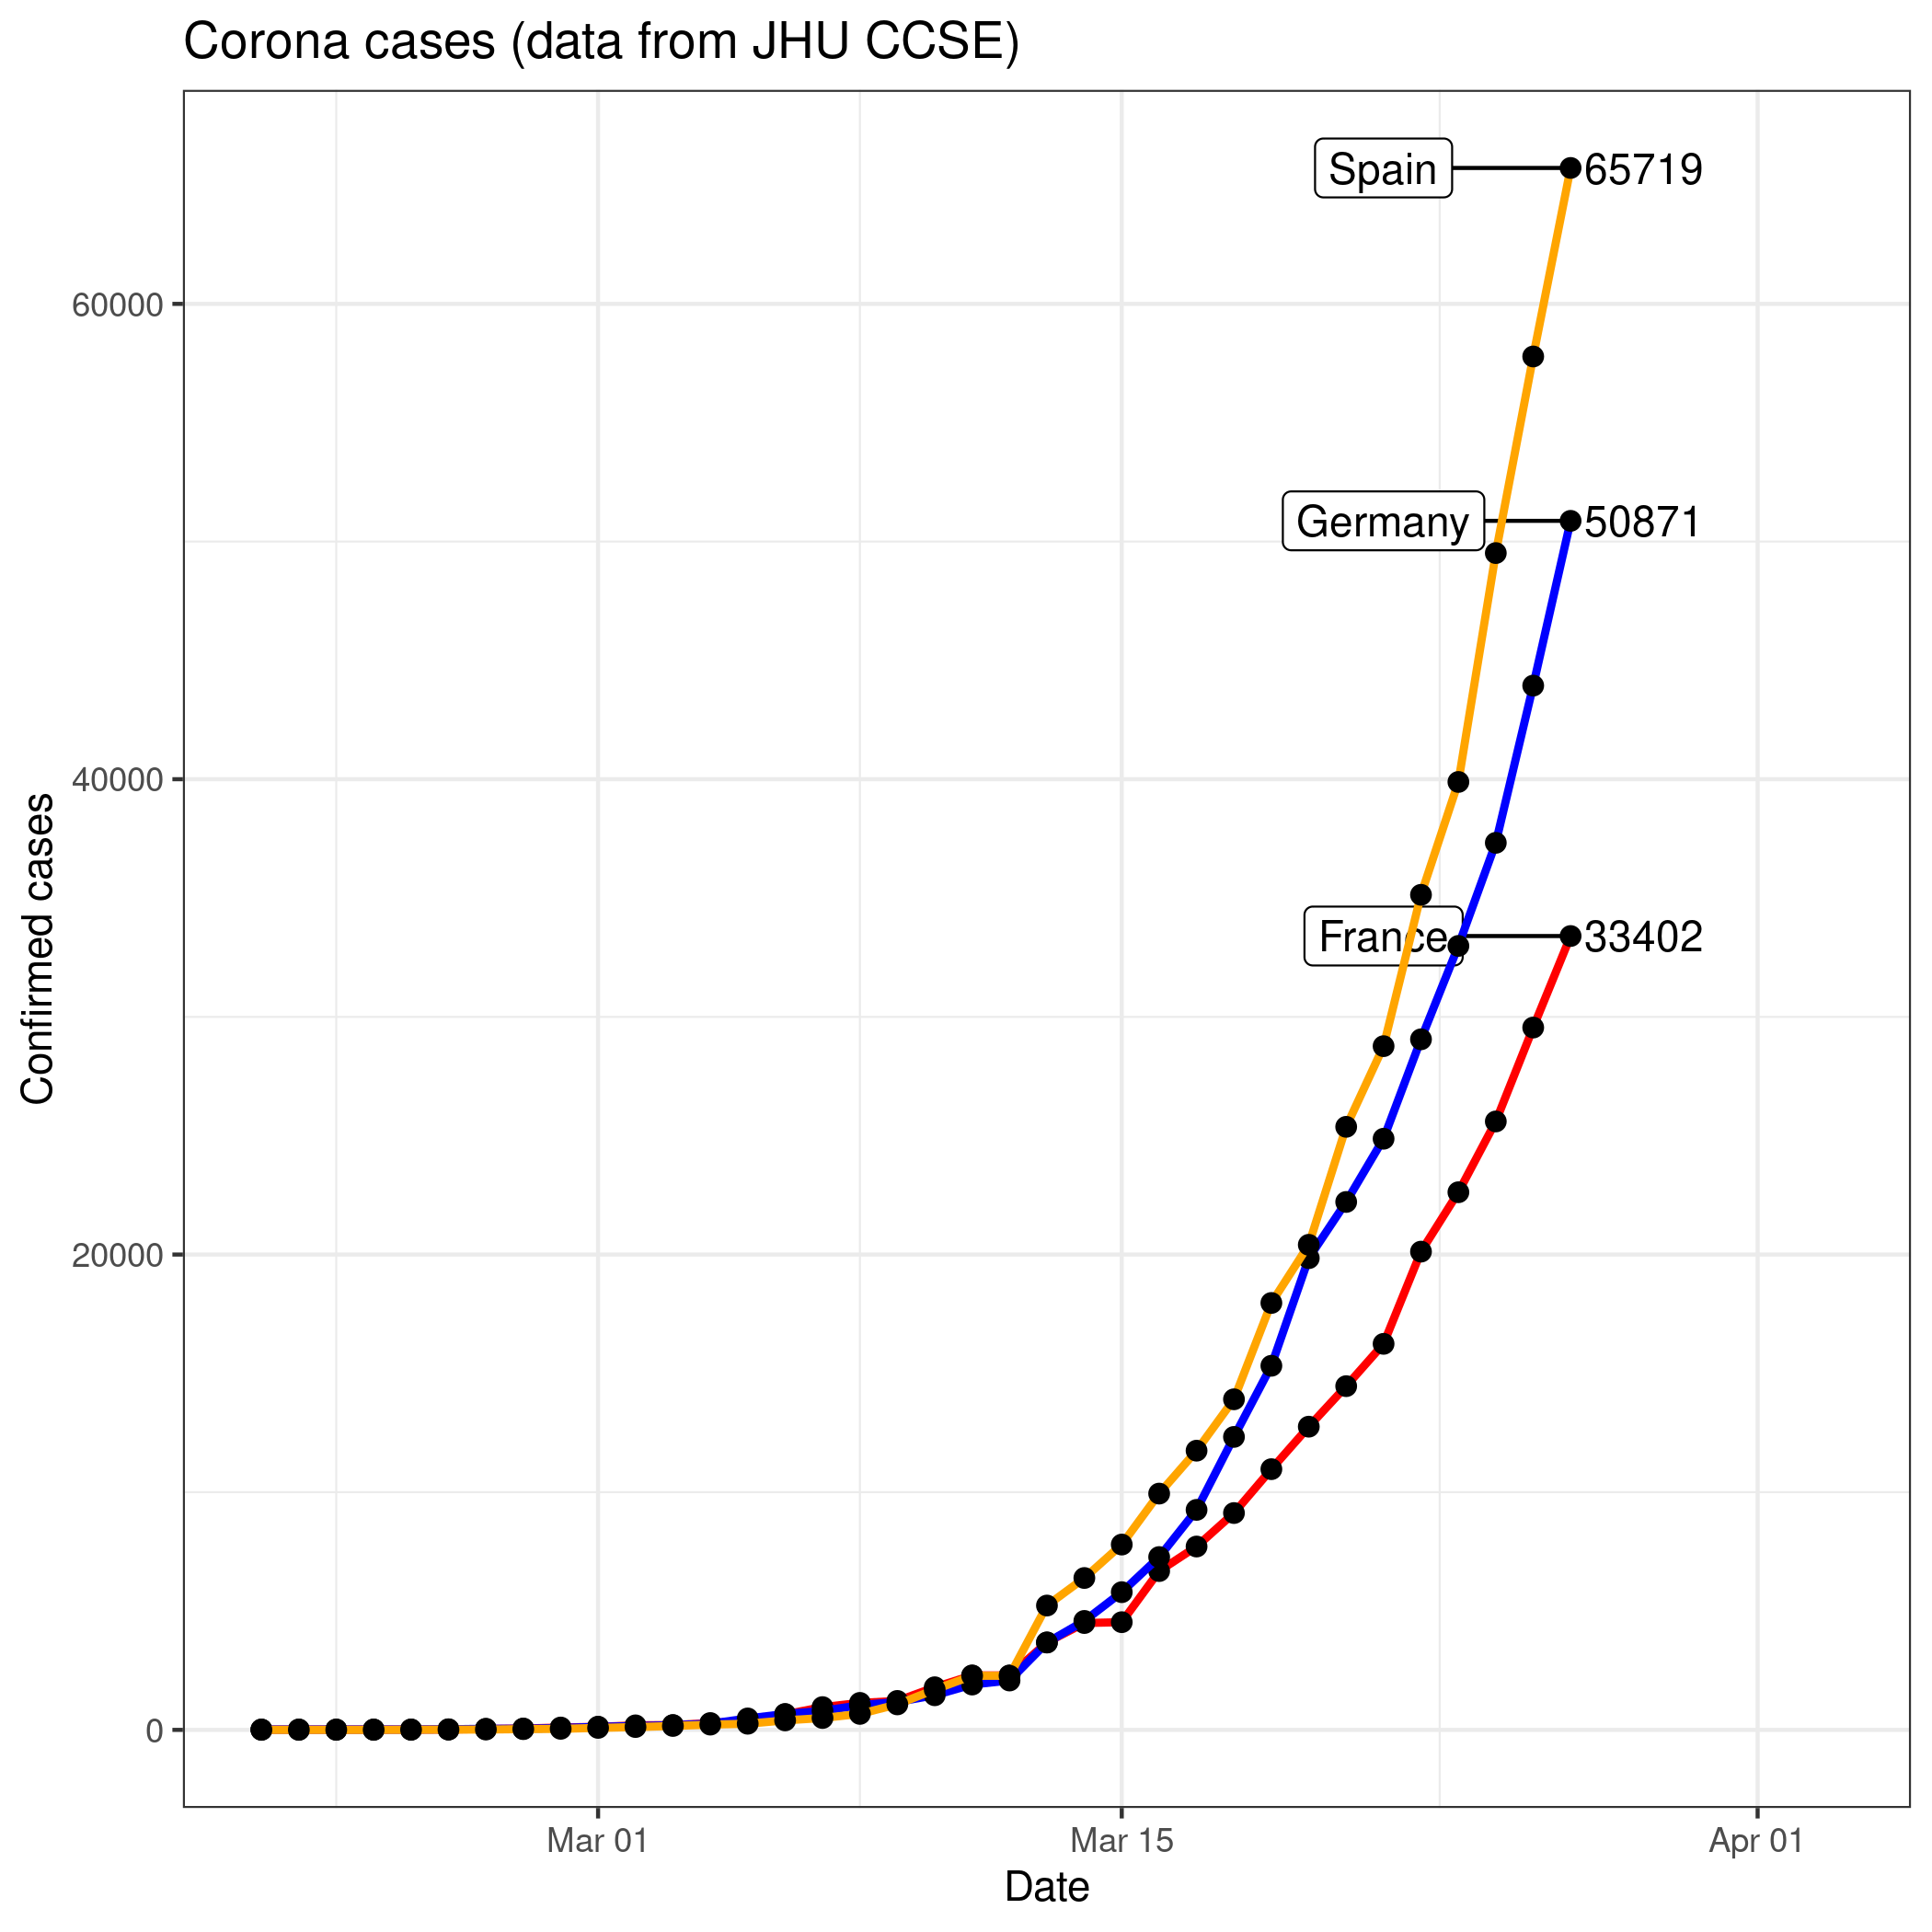 Corona cases (data from JHU CCSE)
Spain
65719
60000
Germany
50871
40000
Confirmed cases
France
33402
20000
0
Mar 01
Mar 15
Apr 01
Date